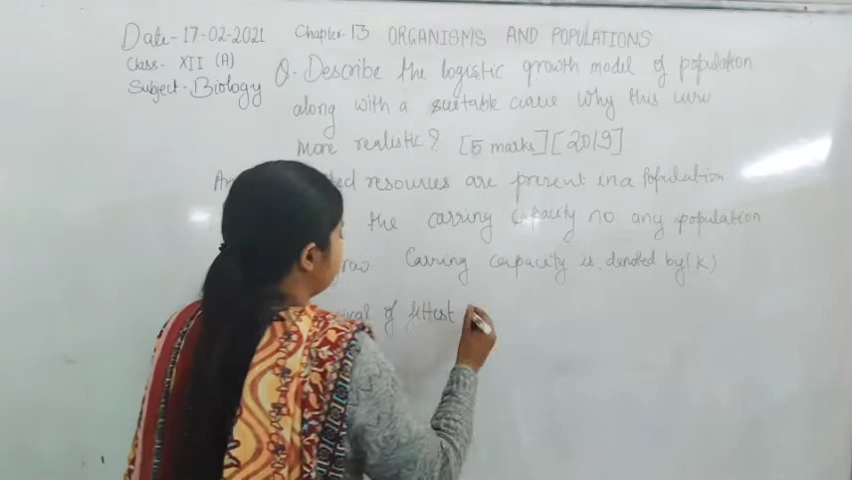 Date-17-02-2021 Chapter-13 ORGANISMS AND POPULATIONS
Class- XII (A)
Subject-Biology
Q. Describe the logistic growth model of population
along with a suitable curve why this curv
more realistic? [5 marks] [2019]
resources are present in a population
the carring capacity no any population
Carring capacity is denoted by (K)
of fittest